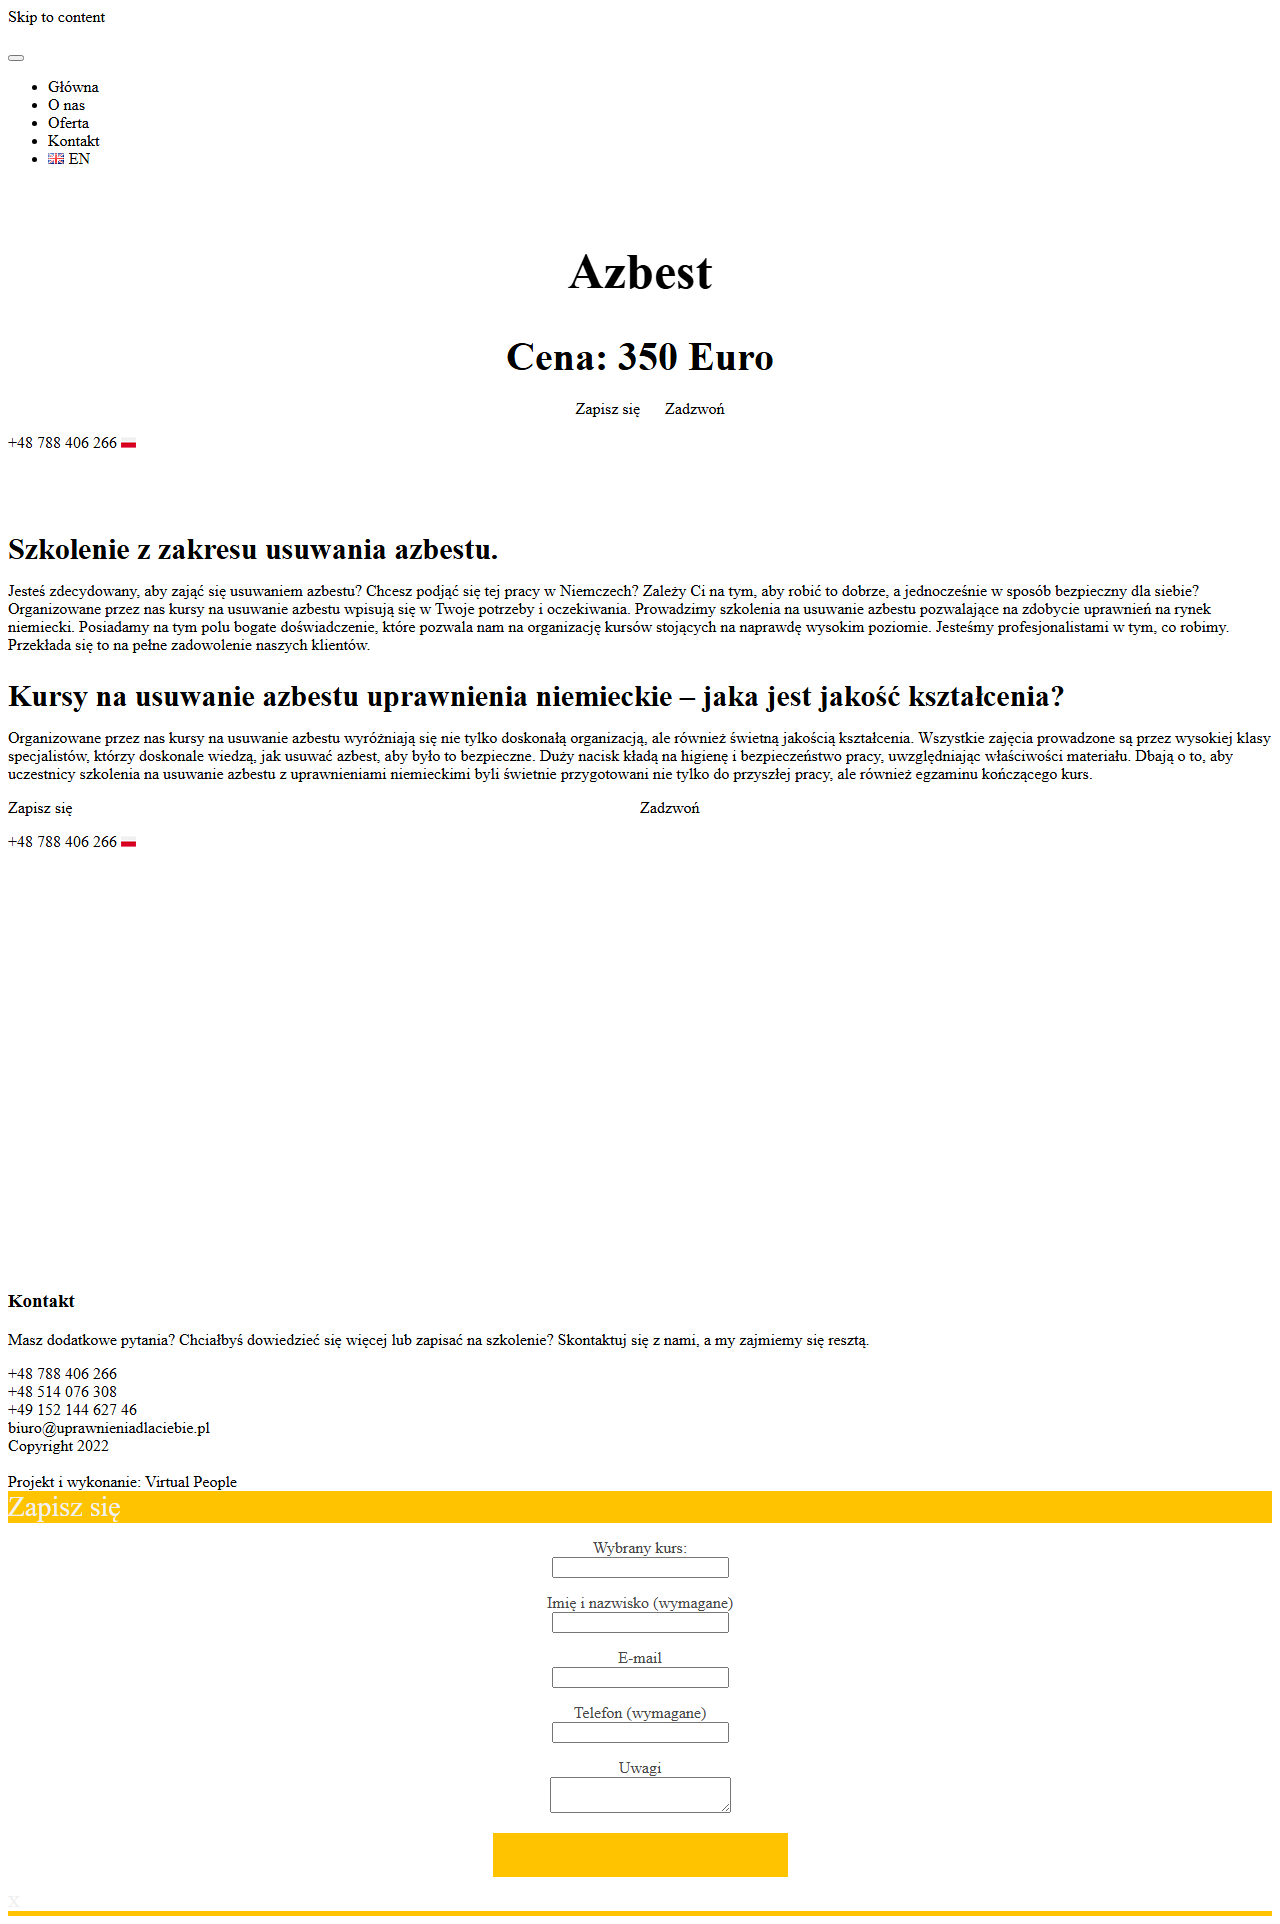 Skip to content
Główna
O nas
Oferta
Kontakt
EN
Azbest
Cena: 350 Euro
Zapisz się Zadzwoń
+48 788 406 266
Szkolenie z zakresu usuwania azbestu.
Jesteś zdecydowany, aby zająć się usuwaniem azbestu? Chcesz podjąć się tej pracy w Niemczech? Zależy Ci na tym, aby robić to dobrze, a jednocześnie w sposób bezpieczny dla siebie?
Organizowane przez nas kursy na usuwanie azbestu wpisują się w Twoje potrzeby i oczekiwania. Prowadzimy szkolenia na usuwanie azbestu pozwalające na zdobycie uprawnień na rynek
niemiecki. Posiadamy na tym polu bogate doświadczenie, które pozwala nam na organizację kursów stojących na naprawdę wysokim poziomie. Jesteśmy profesjonalistami w tym, co robimy.
Przekłada się to na pełne zadowolenie naszych klientów.
Kursy na usuwanie azbestu uprawnienia niemieckie – jaka jest jakość kształcenia?
Organizowane przez nas kursy na usuwanie azbestu wyróżniają się nie tylko doskonałą organizacją, ale również świetną jakością kształcenia. Wszystkie zajęcia prowadzone są przez wysokiej klasy
specjalistów, którzy doskonale wiedzą, jak usuwać azbest, aby było to bezpieczne. Duży nacisk kładą na higienę i bezpieczeństwo pracy, uwzględniając właściwości materiału. Dbają o to, aby
uczestnicy szkolenia na usuwanie azbestu z uprawnieniami niemieckimi byli świetnie przygotowani nie tylko do przyszłej pracy, ale również egzaminu kończącego kurs.
Zapisz się Zadzwoń
+48 788 406 266
Kontakt
Masz dodatkowe pytania? Chciałbyś dowiedzieć się więcej lub zapisać na szkolenie? Skontaktuj się z nami, a my zajmiemy się resztą.
+48 788 406 266
+48 514 076 308
+49 152 144 627 46
biuro@uprawnieniadlaciebie.pl
Copyright 2022
Projekt i wykonanie: Virtual People
Zapisz się
Wybrany kurs:
Imię i nazwisko (wymagane)
E-mail
Telefon (wymagane)
Uwagi
X